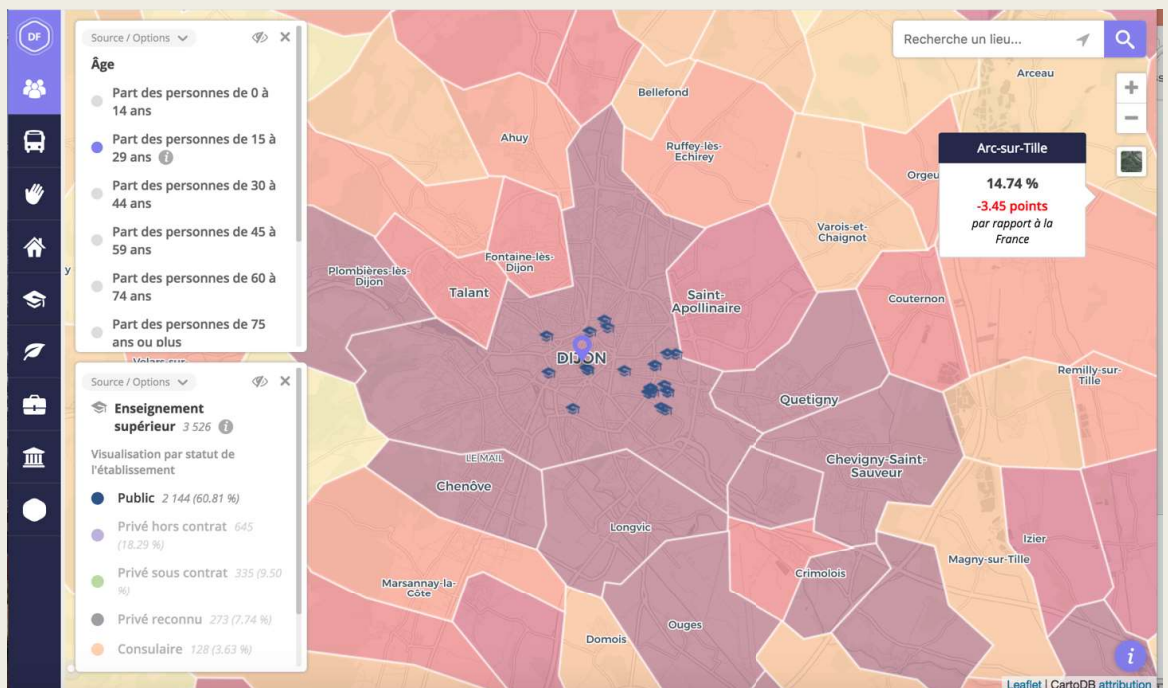 DF
Source / Options
Âge
Part des personnes de 0 à
14 ans
Part des personnes de 15 à
29 ans i
Part des personnes de 30 à
44 ans
Part des personnes de 45 à
59 ans
Part des personnes de 60 à
74 ans
Part des personnes de 75
ans ou plus
Source / Options
Enseignement
supérieur 3 526 i
Visualisation par statut de
l'établissement
Public 2 144 (60.81 %)
Privé hors contrat 645
(18.29 %)
Privé sous contrat 335 (9.50
%)
Privé reconnu 273 (7.74 %)
Consulaire 128 (3.63 %)
Recherche un lieu...
+
−
Arc-sur-Tille
14.74 %
-3.45 points
par rapport à la
France
Arceau
Bellefond
Ahuy
Ruffey-lès-
Echirey
Orgeu
Varois-et-
Chaignot
Fontaine-lès-
Dijon
Plombières-lès-
Dijon
Talant
Saint-
Apollinaire
Couternon
DIJON
Remilly-sur-
Tille
Quetigny
LE MAIL
Chenôve
Chevigny-Saint-
Sauveur
Longvic
Izier
Magny-sur-Tille
Crimolois
Marsannay-la-
Côte
Ouges
Domois
i
Leaflet | CartoDB attribution